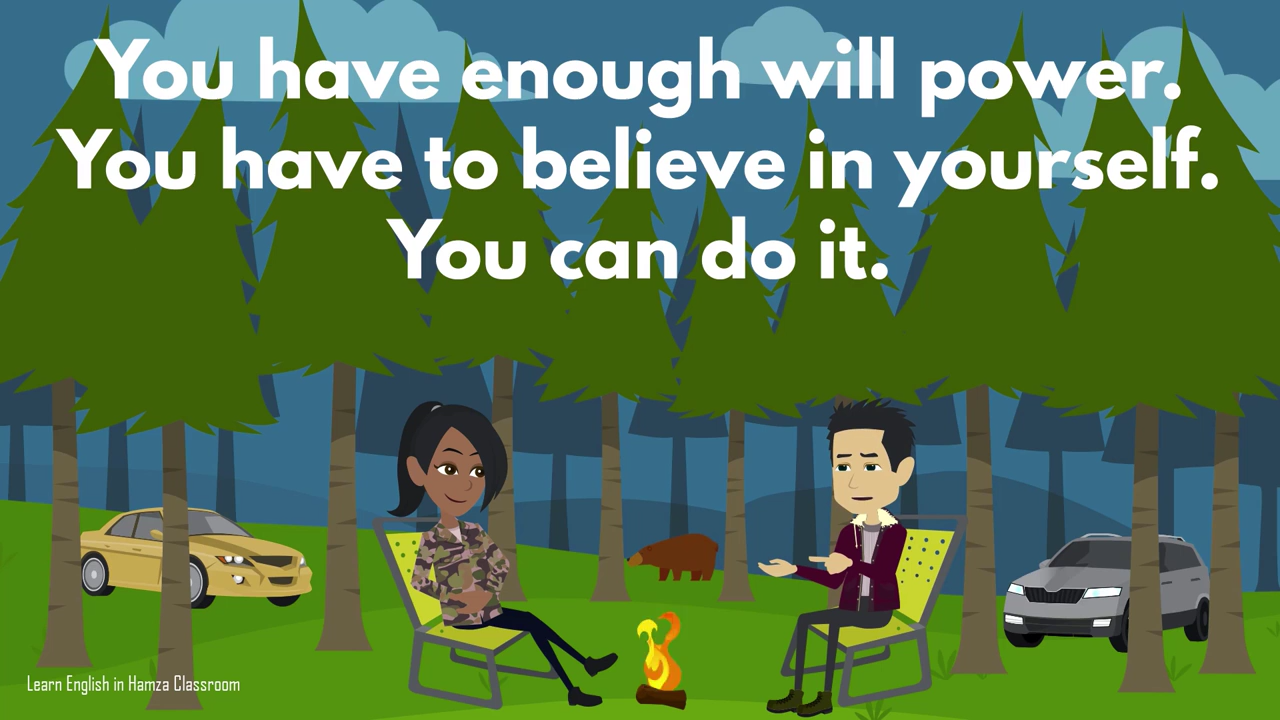 You have enough will power.
You have to believe in yourself.
You can do it.
Learn English in Hamza Classroom